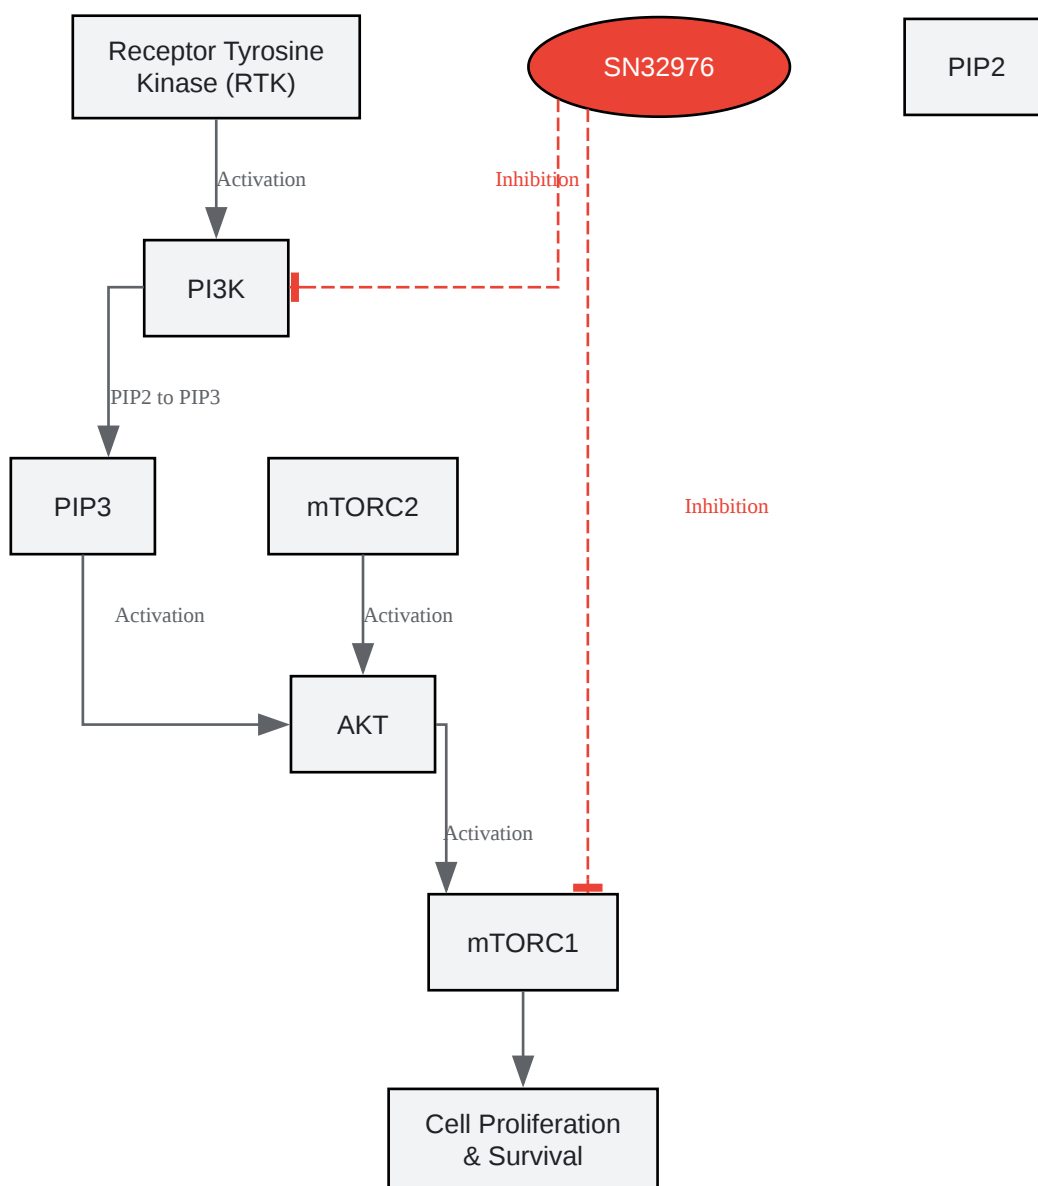 Receptor Tyrosine
Kinase (RTK)
SN32976
PIP2
Activation
Inhibition
PI3K
PIP2 to PIP3
PIP3
mTORC2
Inhibition
Activation
Activation
AKT
Activation
mTORC1
Cell Proliferation
& Survival